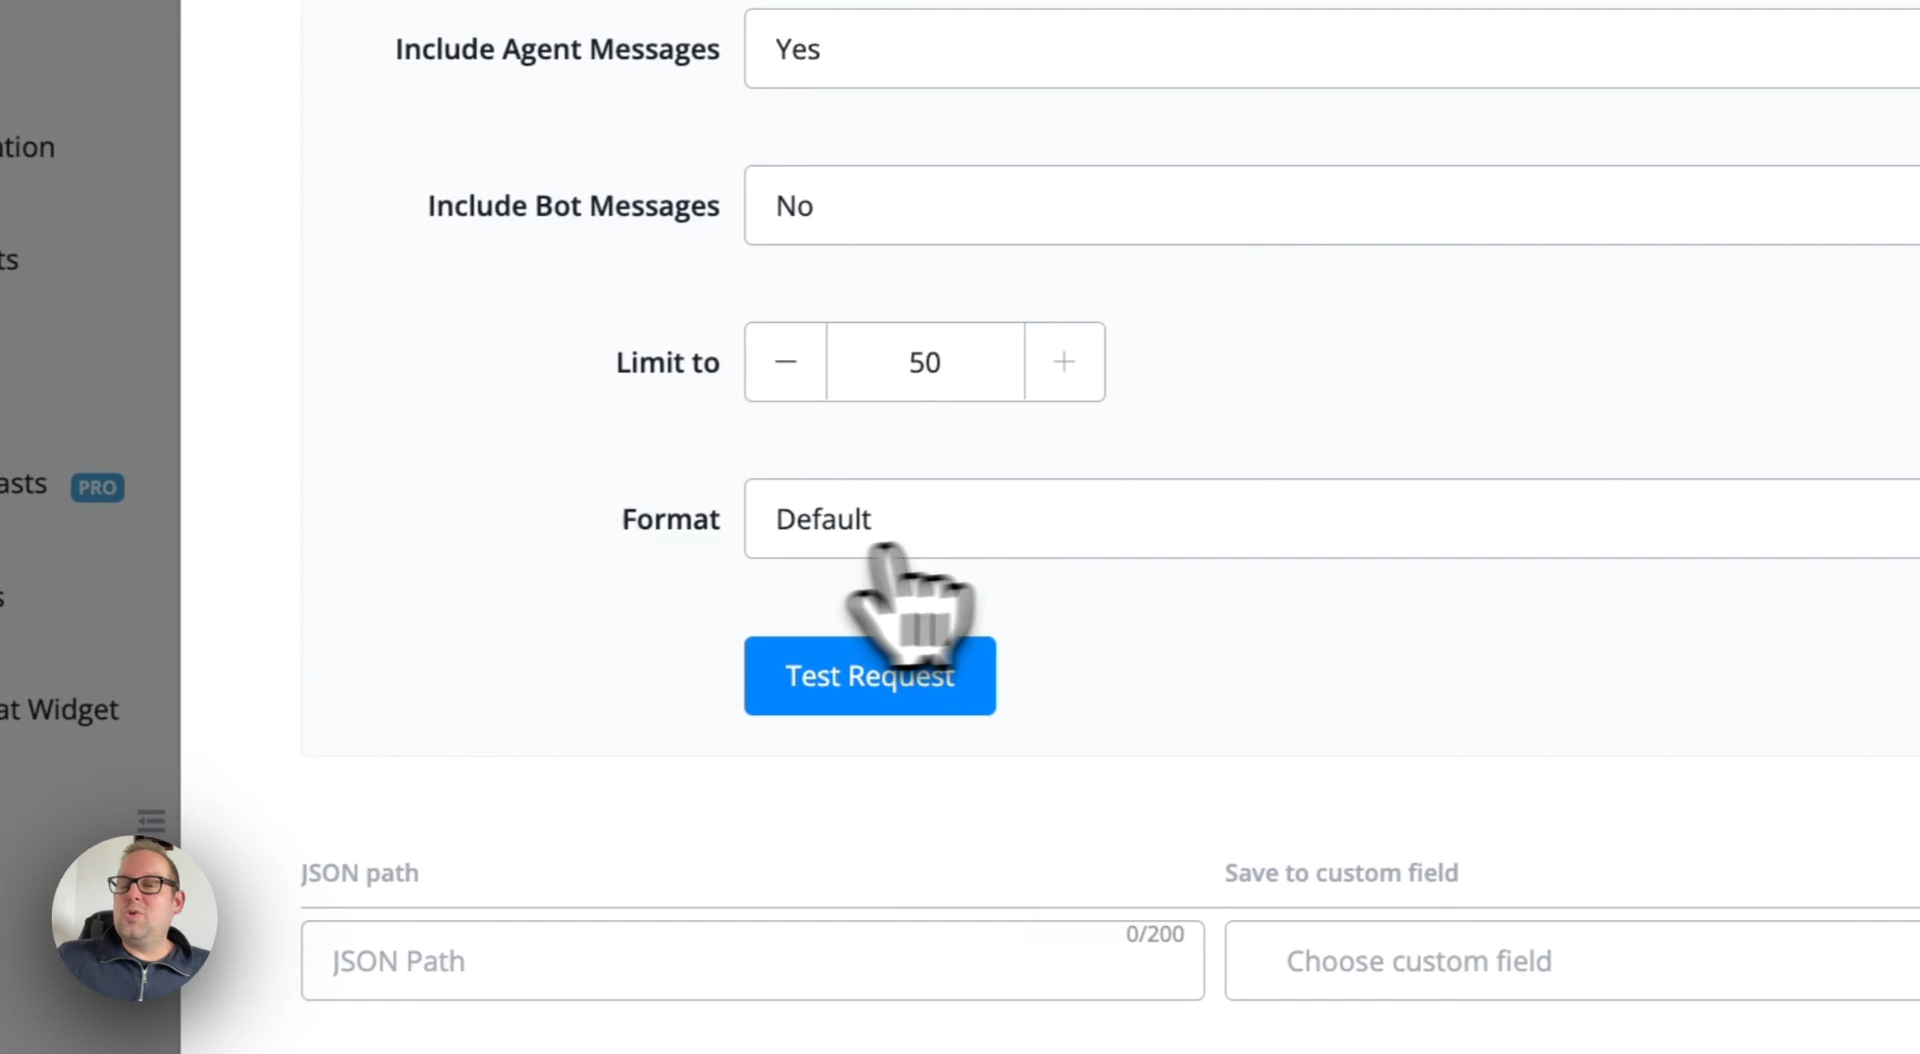 Include Agent Messages
Yes
ation
Include Bot Messages
No
ts
Limit to
50
asts
PRO
Format
Default
s
Test Request
at Widget
JSON path
Save to custom field
0/200
JSON Path
Choose custom field